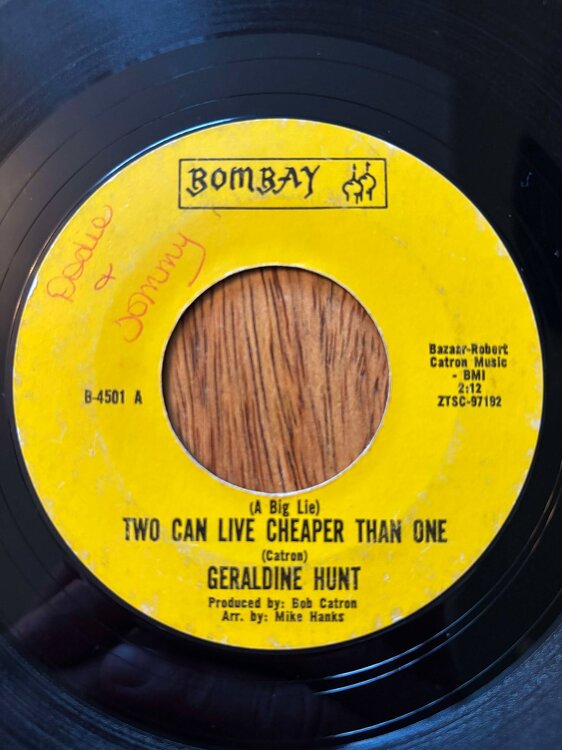 BOMBAY
Dodie
&
Tommy
B-4501 A
Bazaar-Robert
Catron Music
- BMI
2:12
ZTSC-97192
(A Big Lie)
TWO CAN LIVE CHEAPER THAN ONE
(Catron)
GERALDINE HUNT
Produced by: Bob Catron
Arr. by: Mike Hanks